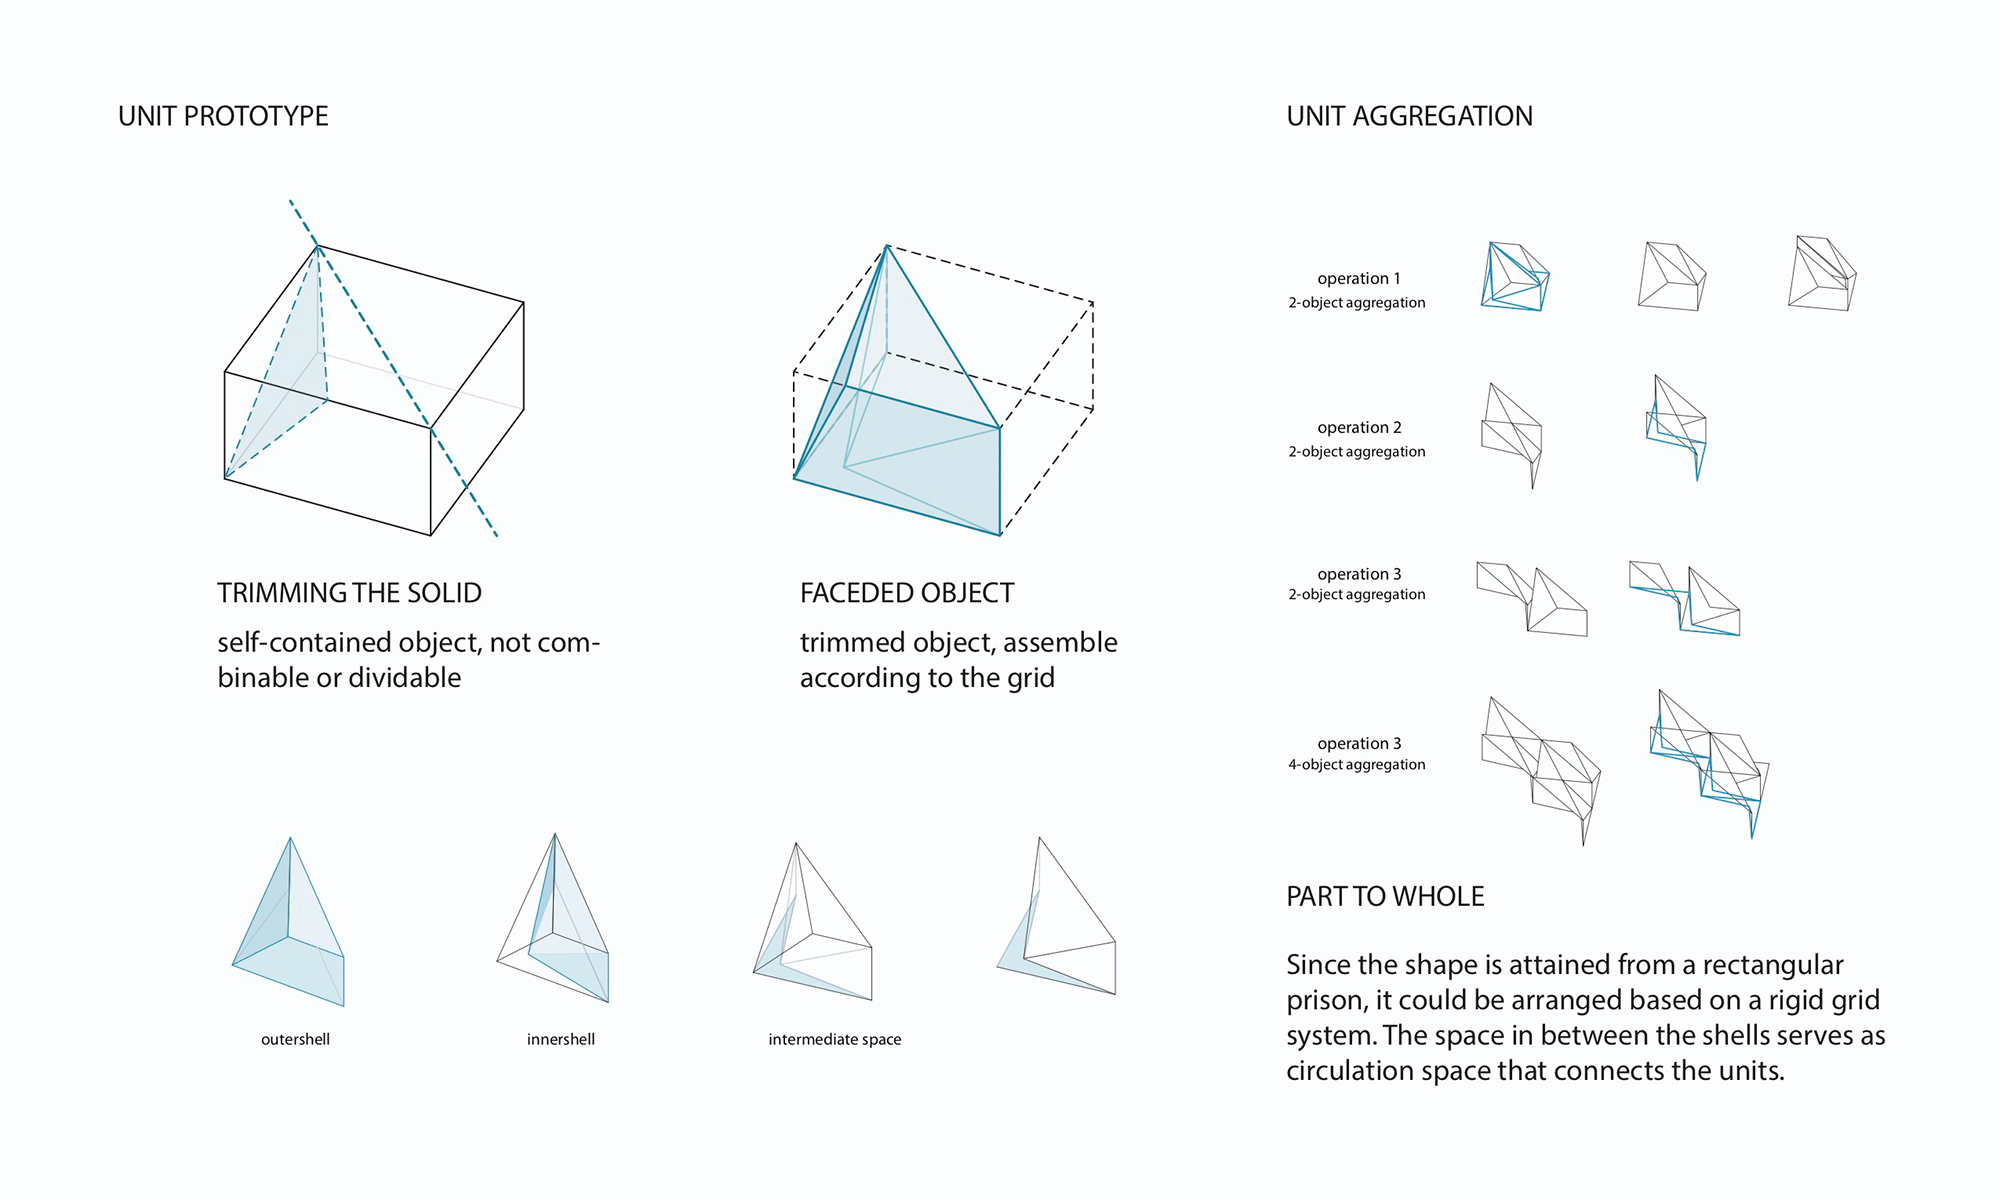 UNIT PROTOTYPE
TRIMMING THE SOLID
self-contained object, not com-
binable or dividable
FACEDED OBJECT
trimmed object, assemble
according to the grid
outershell
innershell
intermediate space
UNIT AGGREGATION
operation 1
2-object aggregation
operation 2
2-object aggregation
operation 3
2-object aggregation
operation 3
4-object aggregation
PART TO WHOLE
Since the shape is attained from a rectangular
prison, it could be arranged based on a rigid grid
system. The space in between the shells serves as
circulation space that connects the units.